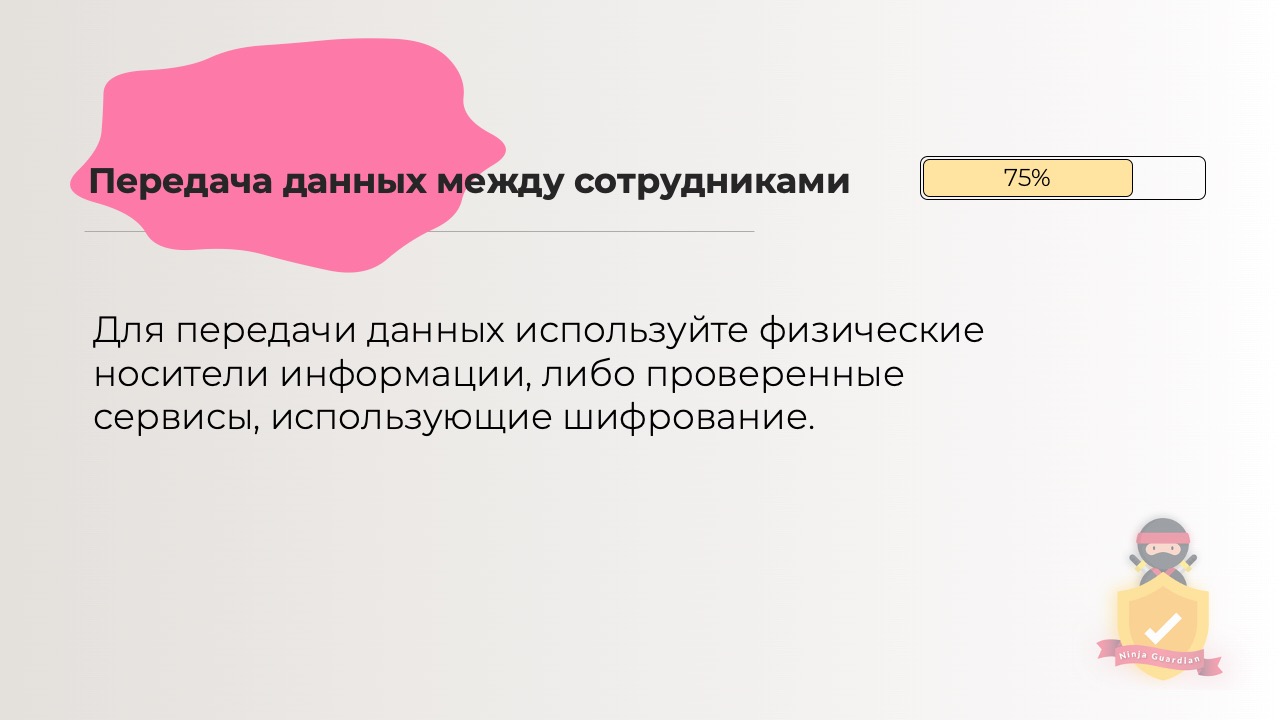 Передача данных между сотрудниками
75%
Для передачи данных используйте физические
носители информации, либо проверенные
сервисы, использующие шифрование.
Ninja Guardian